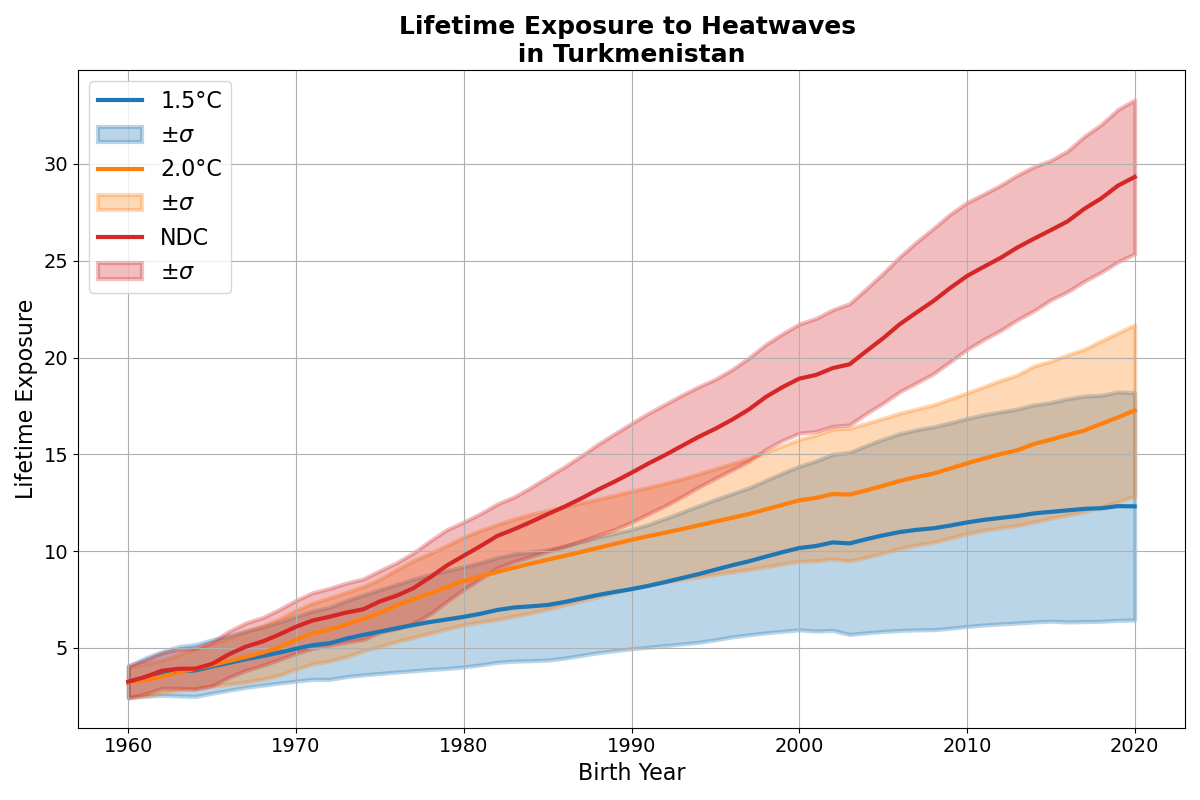 Lifetime Exposure to Heatwaves
in Turkmenistan
1.5°C
±σ
2.0°C
±σ
NDC
±σ
Lifetime Exposure
30
25
20
15
10
5
1960 1970 1980 1990 2000 2010 2020
Birth Year